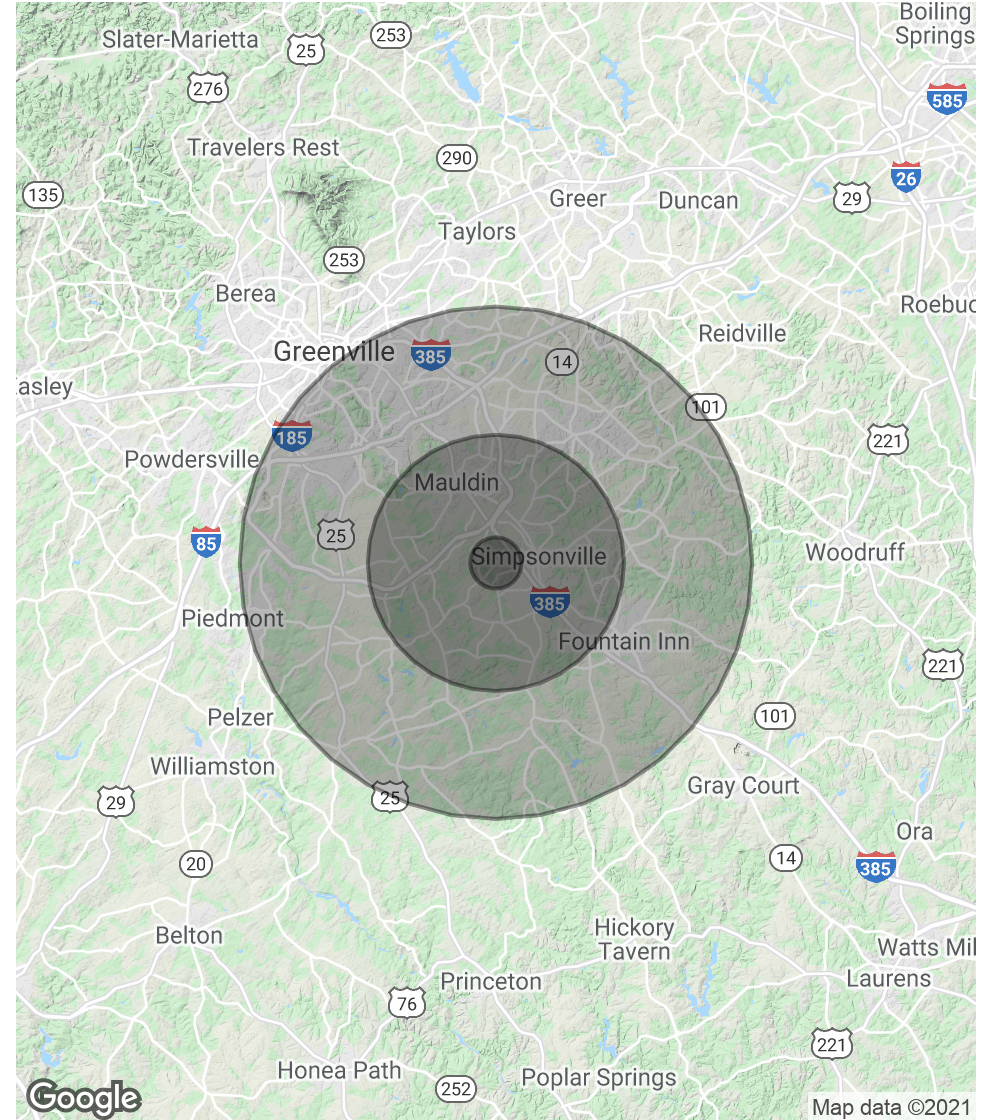 Boiling
Springs
Slater-Marietta
25
253
276
585
Travelers Rest
290
26
135
Greer
Duncan
29
Taylors
253
Berea
Roebuc
Reidville
Greenville
385
14
asley
101
185
221
Powdersville
Mauldin
25
85
Simpsonville
Woodruff
385
Piedmont
Fountain Inn
221
Pelzer
101
Williamston
Gray Court
25
29
Ora
20
14
385
Hickory
Tavern
Belton
Watts Mil
Princeton
Laurens
76
221
Honea Path
Poplar Springs
252
Google
Map data ©2021